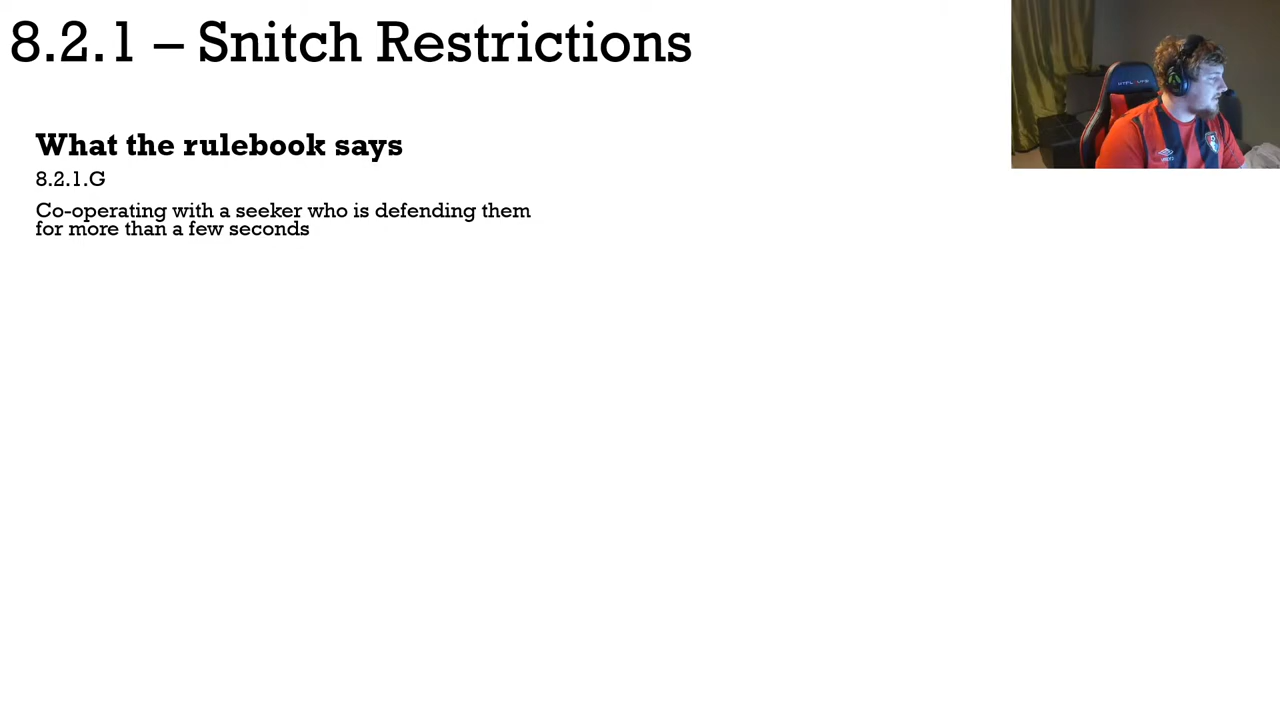 8.2.1 – Snitch Restrictions
What the rulebook says
8.2.1.G
Co-operating with a seeker who is defending them
for more than a few seconds